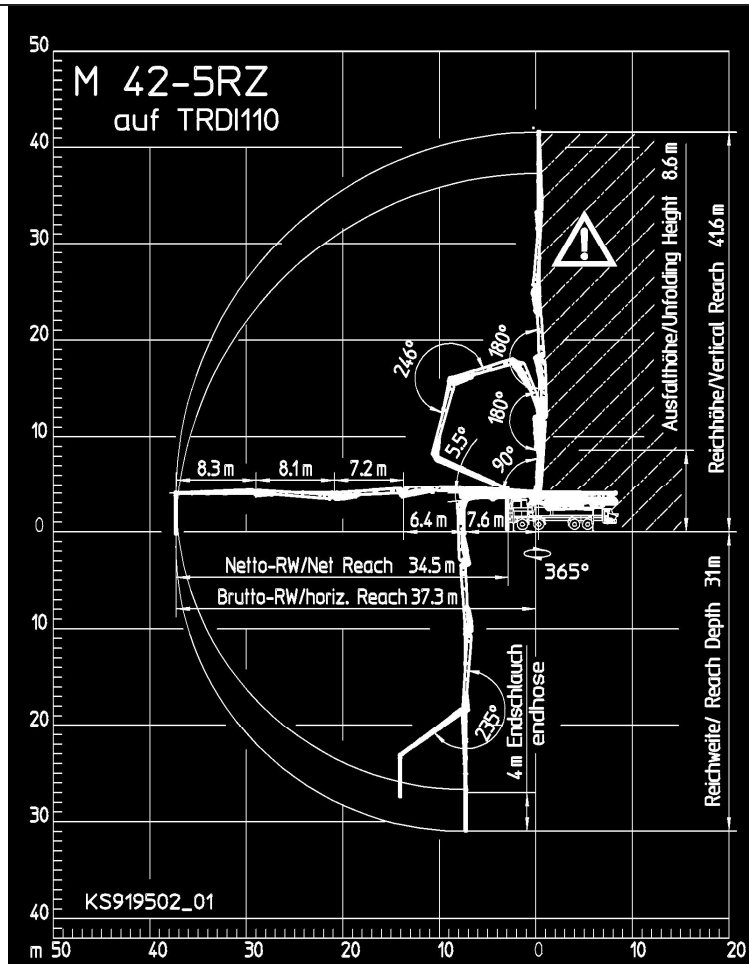 50
M 42-5RZ
auf TRDI110
40
30
20
10
0
10
20
30
40
Ausfalthöhe/Unfolding Height 8.6 m
Reichhöhe/Vertical Reach 41.6 m
246°
180°
180°
5.5°
90°
8.3 m 8.1 m 7.2 m
6.4 m 7.6 m
365°
Netto-RW/Net Reach 34.5 m
Brutto-RW/horiz. Reach 37.3 m
235°
4 m Endschlauch
endhose
Reichweite/ Reach Depth 31m
KS919502_01
m 50 40 30 20 10 0 10 20